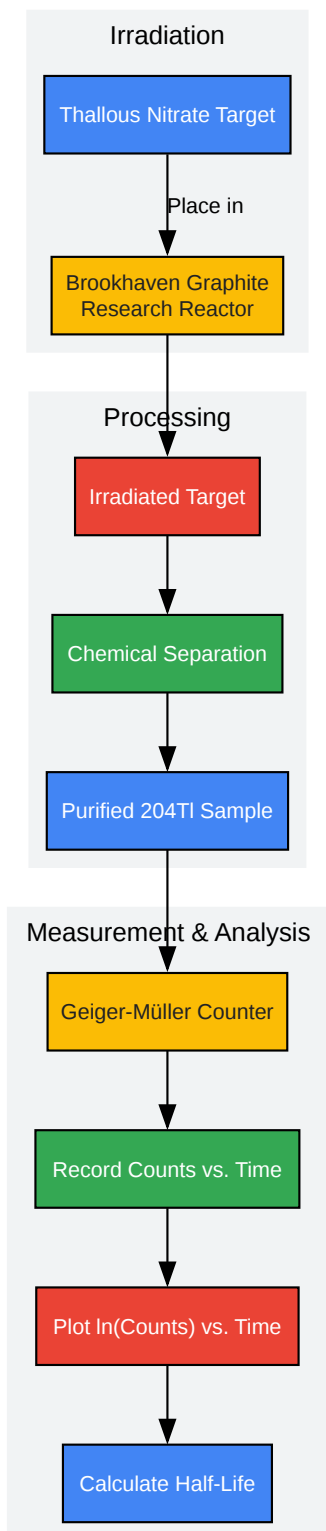 Irradiation
Thallous Nitrate Target
Place in
Brookhaven Graphite
Research Reactor
Processing
Irradiated Target
Chemical Separation
Purified 204Tl Sample
Measurement & Analysis
Geiger-Müller Counter
Record Counts vs. Time
Plot ln(Counts) vs. Time
Calculate Half-Life